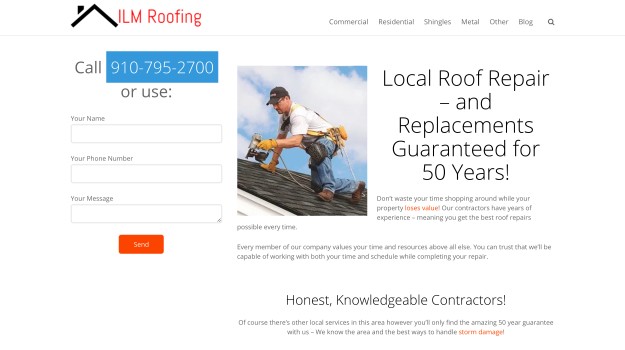 ILM Roofing
Commercial Residential Shingles Metal Other Blog
Call 910-795-2700
or use:
Your Name
Your Phone Number
Your Message
Send
Local Roof Repair
– and
Replacements
Guaranteed for
50 Years!
Don't waste your time shopping around while your
property loses value! Our contractors have years of
experience – meaning you get the best roof repairs
possible every time.
Every member of our company values your time and resources above all else. You can trust that we'll be
capable of working with both your time and schedule while completing your repair.
Honest, Knowledgeable Contractors!
Of course there's other local services in this area however you'll only find the amazing 50 year guarantee
with us – We know the area and the best ways to handle storm damage!